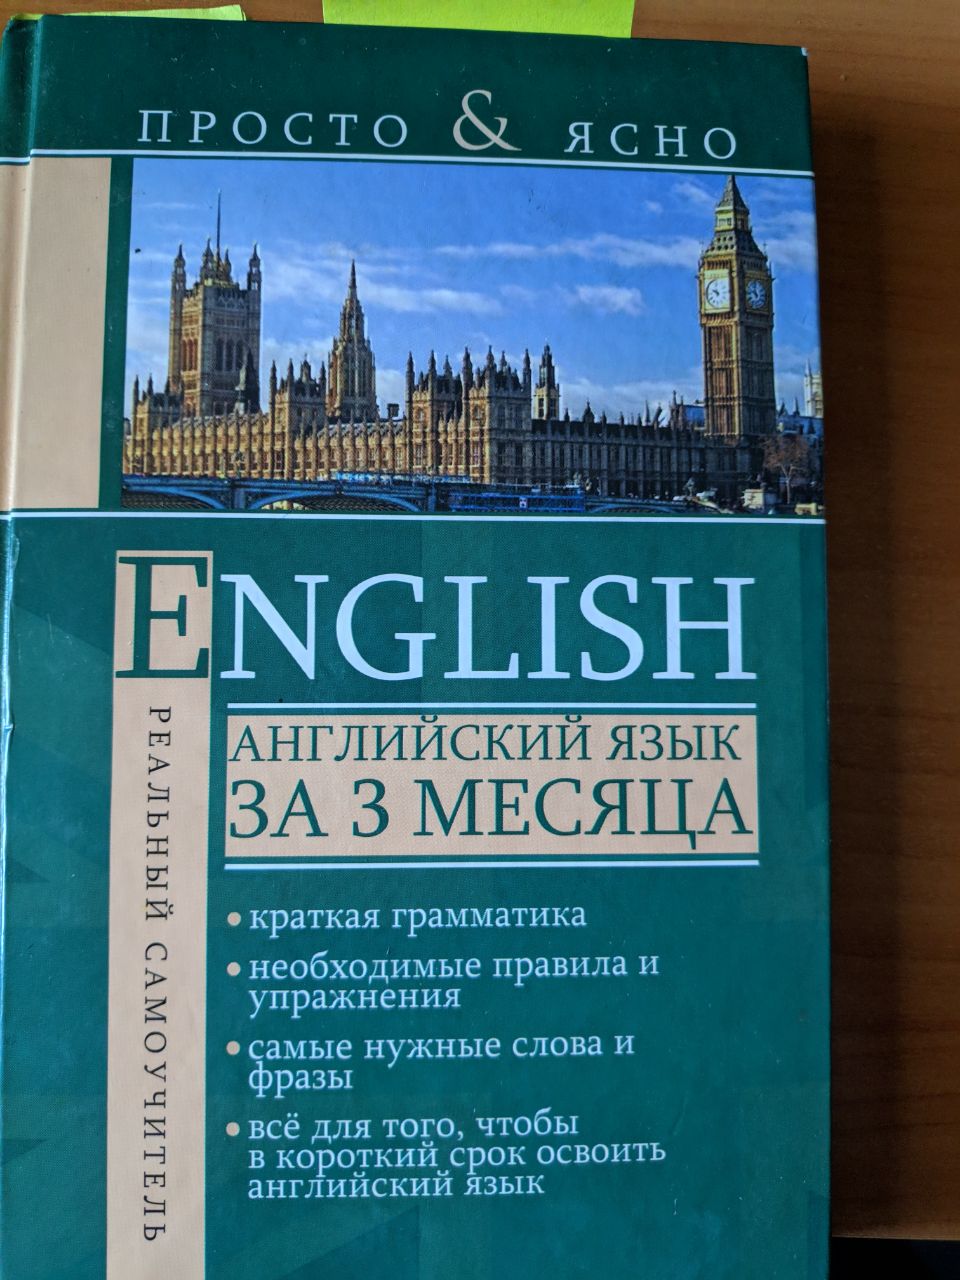 ПРОСТО & ЯСНО
ENGLISH
АНГЛИЙСКИЙ ЯЗЫК
ЗА 3 МЕСЯЦА
РЕАЛЬНЫЙ САМОУЧИТЕЛЬ
• краткая грамматика
• необходимые правила и
упражнения
• самые нужные слова и
фразы
• всё для того, чтобы
в короткий срок освоить
английский язык